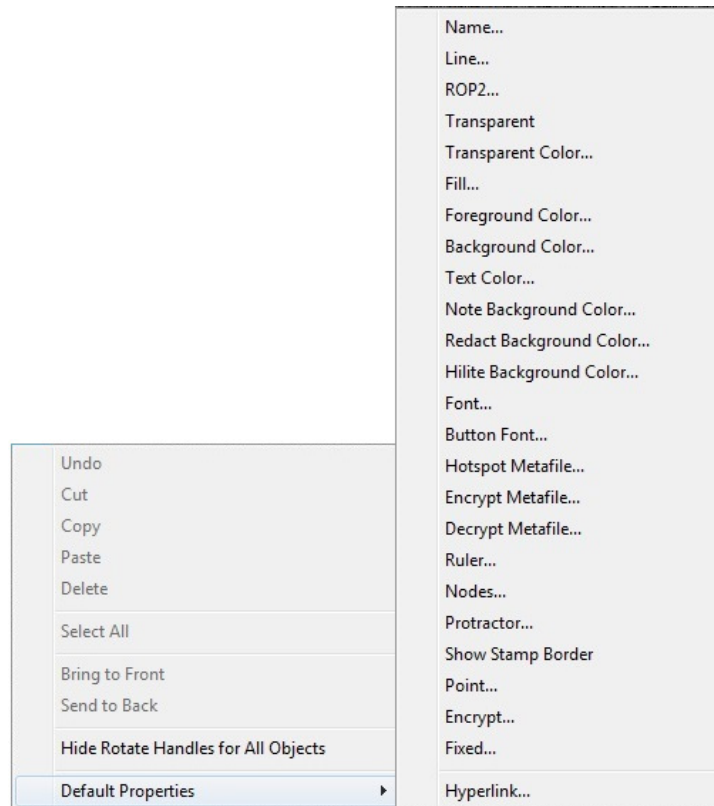 Undo
Cut
Copy
Paste
Delete
Select All
Bring to Front
Send to Back
Hide Rotate Handles for All Objects
Default Properties
Name...
Line...
ROP2...
Transparent
Transparent Color...
Fill...
Foreground Color...
Background Color...
Text Color...
Note Background Color...
Redact Background Color...
Hilite Background Color...
Font...
Button Font...
Hotspot Metafile...
Encrypt Metafile...
Decrypt Metafile...
Ruler...
Nodes...
Protractor...
Show Stamp Border
Point...
Encrypt...
Fixed...
Hyperlink...